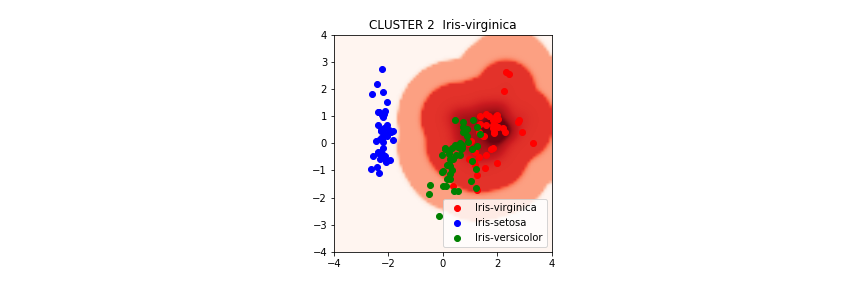 CLUSTER 2  Iris-virginica
4
3
2
1
0
−1
−2
−3
−4
−4 −2 0 2 4
Iris-virginica
Iris-setosa
Iris-versicolor